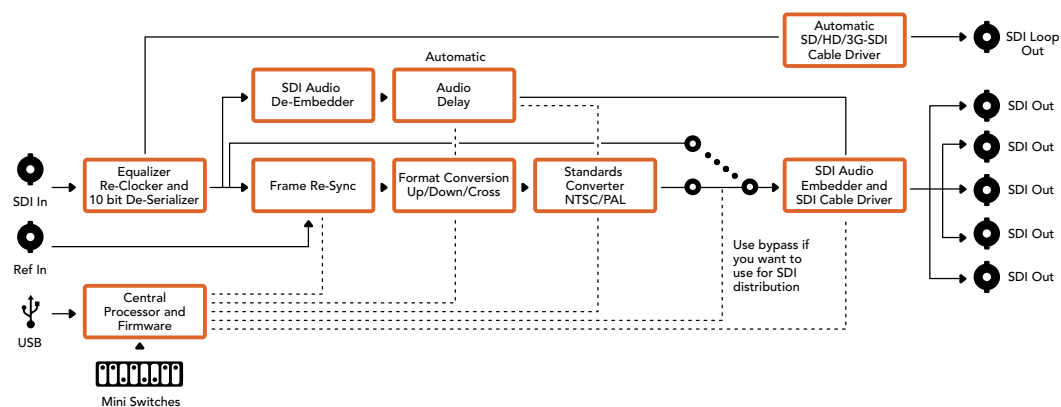 Automatic
SD/HD/3G-SDI
Cable Driver
SDI Loop
Out
Automatic
SDI Audio
De-Embedder
Audio
Delay
SDI Out
SDI Out
SDI In
Equalizer
Re-Clocker and
10 bit De-Serializer
Frame Re-Sync
Format Conversion
Up/Down/Cross
Standards
Converter
NTSC/PAL
SDI Audio
Embedder and
SDI Cable Driver
SDI Out
SDI Out
SDI Out
Ref In
Use bypass if
you want to
use for SDI
distribution
USB
Central
Processor and
Firmware
Mini Switches